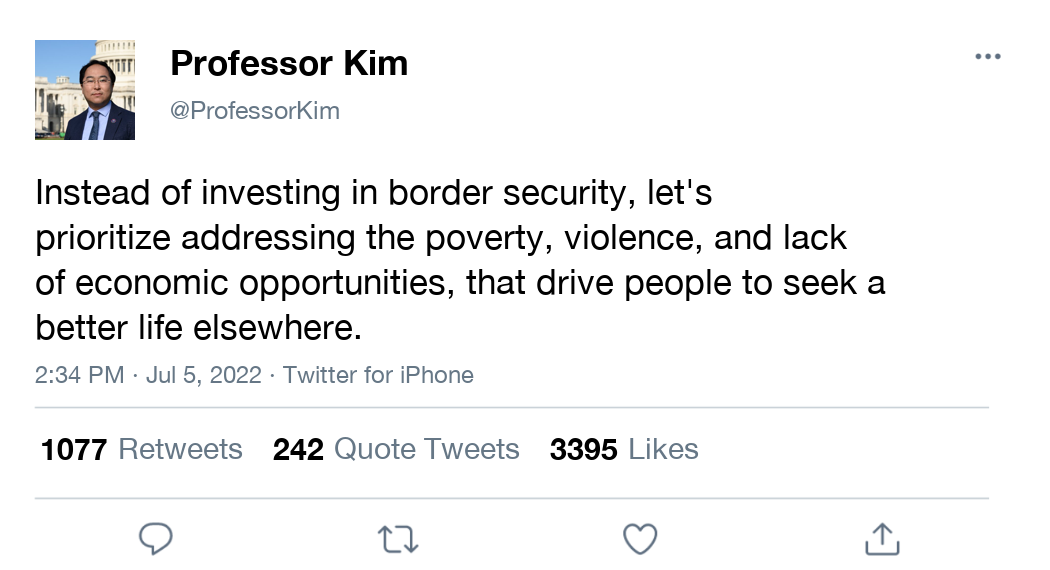 Professor Kim
@ProfessorKim
Instead of investing in border security, let's
prioritize addressing the poverty, violence, and lack
of economic opportunities, that drive people to seek a
better life elsewhere.
2:34 PM · Jul 5, 2022 · Twitter for iPhone
1077 Retweets 242 Quote Tweets 3395 Likes